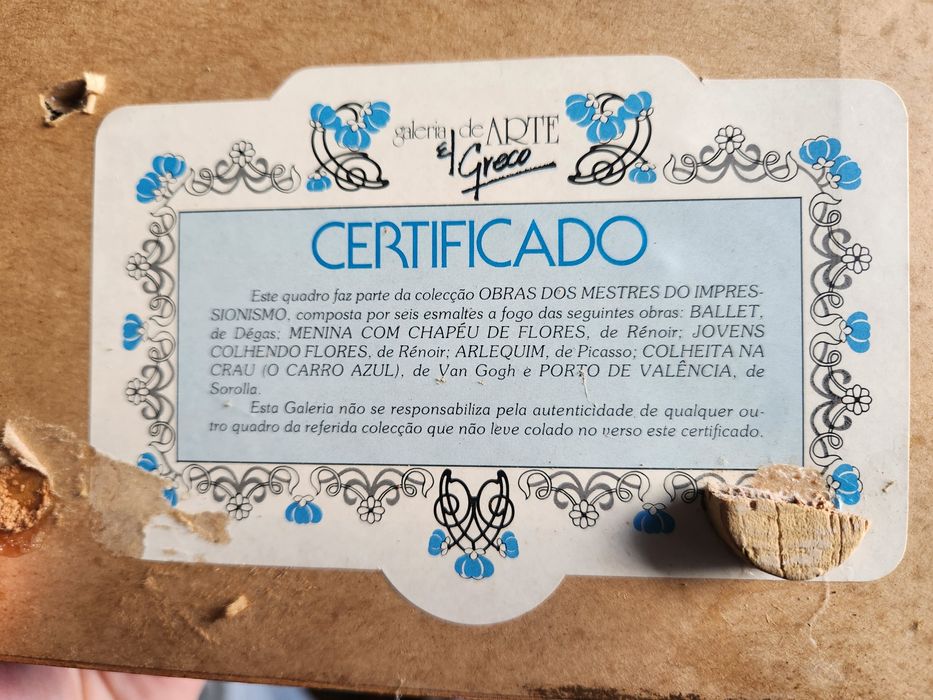 galeria de ARTE
El Greco
CERTIFICADO
Este quadro faz parte da colecção OBRAS DOS MESTRES DO IMPRES-
SIONISMO, composta por seis esmaltes a fogo das seguintes obras: BALLET,
de Dégas; MENINA COM CHAPÉU DE FLORES, de Rénoir; JOVENS
COLHENDO FLORES, de Rénoir; ARLEQUIM, de Picasso; COLHEITA NA
CRAU (O CARRO AZUL), de Van Gogh e PORTO DE VALÊNCIA, de
Sorolla.
Esta Galeria não se responsabiliza pela autenticidade de qualquer ou-
tro quadro da referida colecção que não leve colado no verso este certificado.